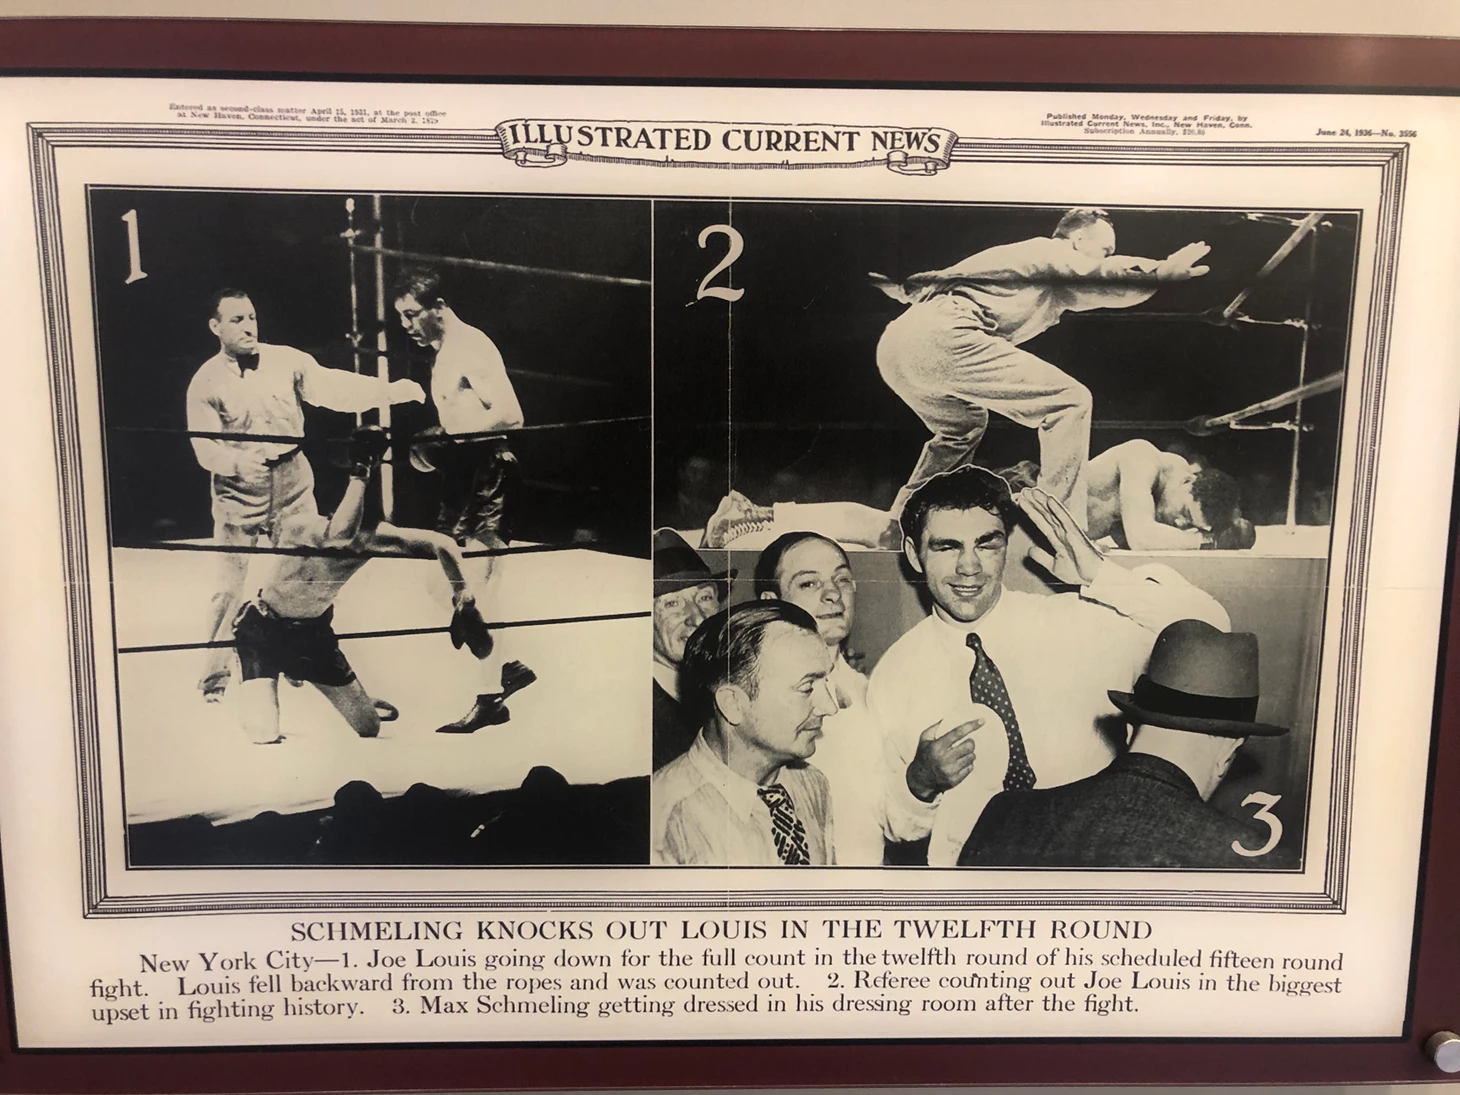 Entered as second-class matter April 15, 1931, at the post office
at New Haven, Connecticut, under the act of March 3, 1879
ILLUSTRATED CURRENT NEWS
Published Monday, Wednesday and Friday, by
Illustrated Current News, Inc., New Haven, Conn.
Subscription Annually,
June 24, 1936—No. 3556
1
2
3
SCHMELING KNOCKS OUT LOUIS IN THE TWELFTH ROUND
New York City—1. Joe Louis going down for the full count in the twelfth round of his scheduled fifteen round
fight. Louis fell backward from the ropes and was counted out. 2. Referee counting out Joe Louis in the biggest
upset in fighting history. 3. Max Schmeling getting dressed in his dressing room after the fight.